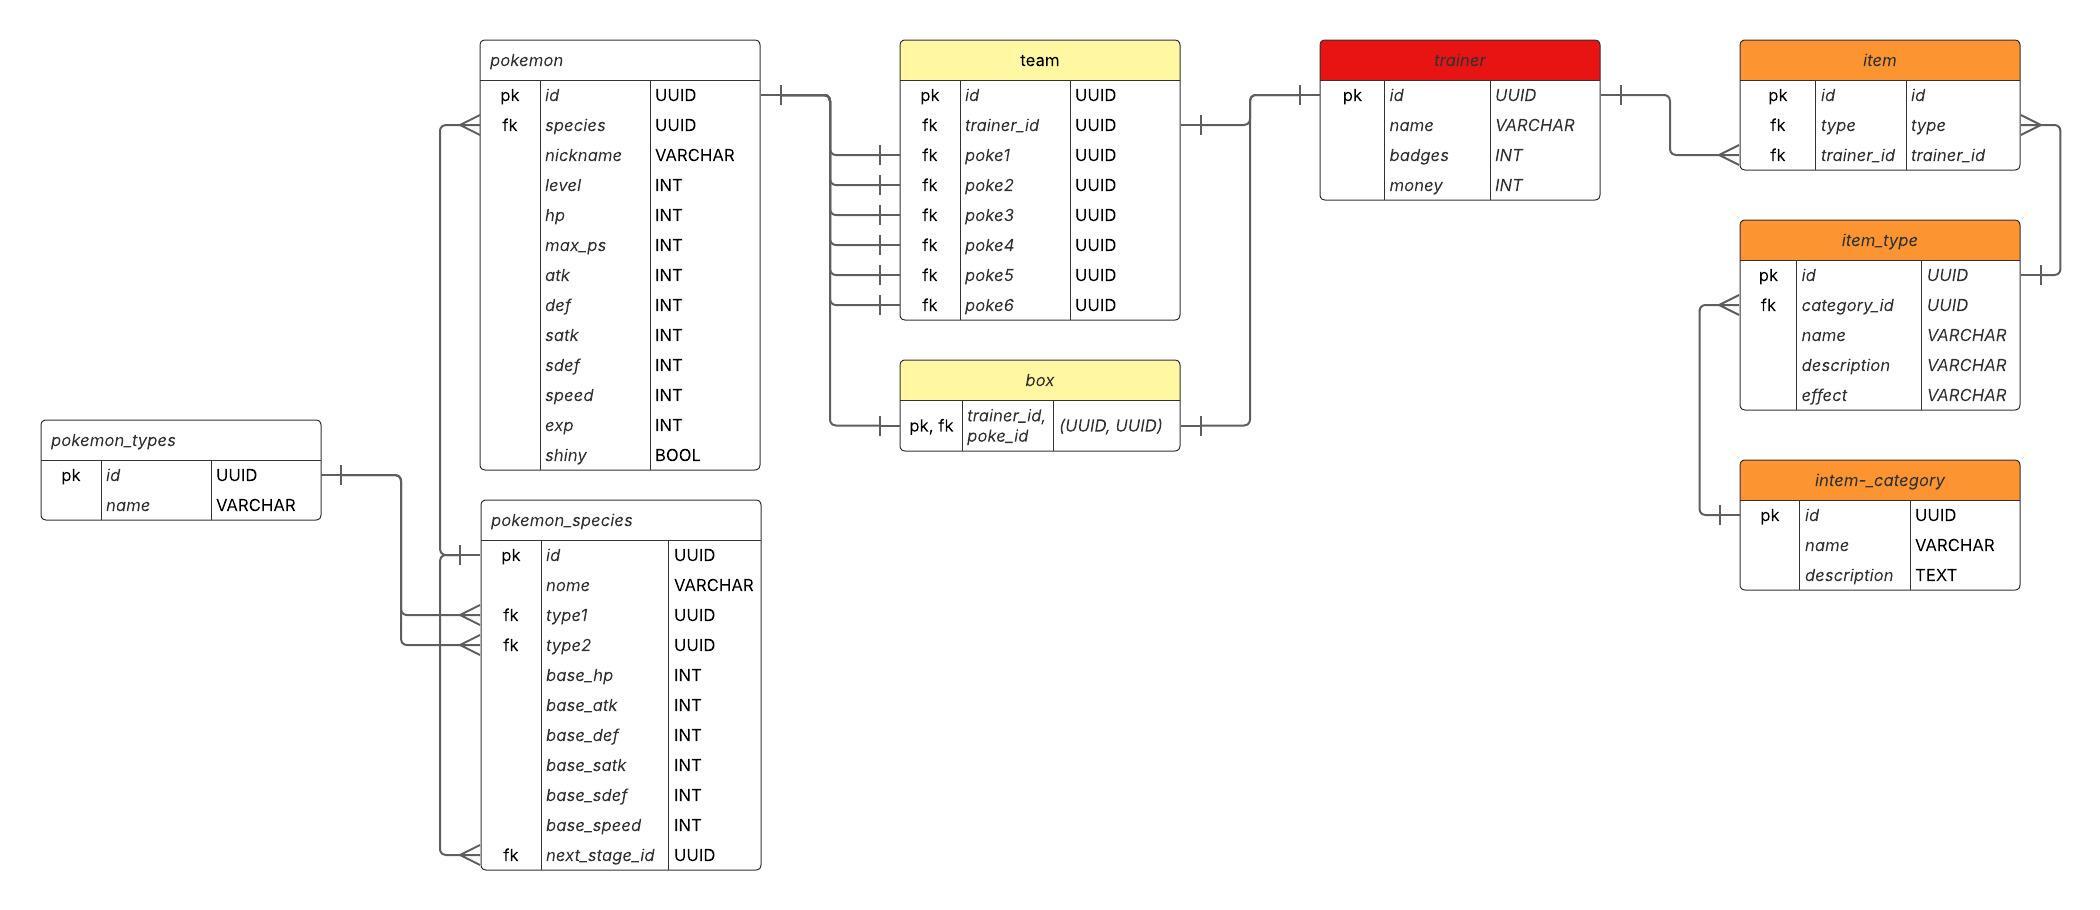 pokemon
pk id UUID
fk species UUID
nickname VARCHAR
level INT
hp INT
max_ps INT
atk INT
def INT
satk INT
sdef INT
speed INT
exp INT
shiny BOOL
team
pk id UUID
fk trainer_id UUID
fk poke1 UUID
fk poke2 UUID
fk poke3 UUID
fk poke4 UUID
fk poke5 UUID
fk poke6 UUID
trainer
pk id UUID
name VARCHAR
badges INT
money INT
item
pk id id
fk type type
fk trainer_id trainer_id
item_type
pk id UUID
fk category_id UUID
name VARCHAR
description VARCHAR
effect VARCHAR
box
pk, fk trainer_id, (UUID, UUID)
poke_id
pokemon_types
pk id UUID
name VARCHAR
intem-_category
pk id UUID
name VARCHAR
description TEXT
pokemon_species
pk id UUID
nome VARCHAR
fk type1 UUID
fk type2 UUID
base_hp INT
base_atk INT
base_def INT
base_satk INT
base_sdef INT
base_speed INT
fk next_stage_id UUID